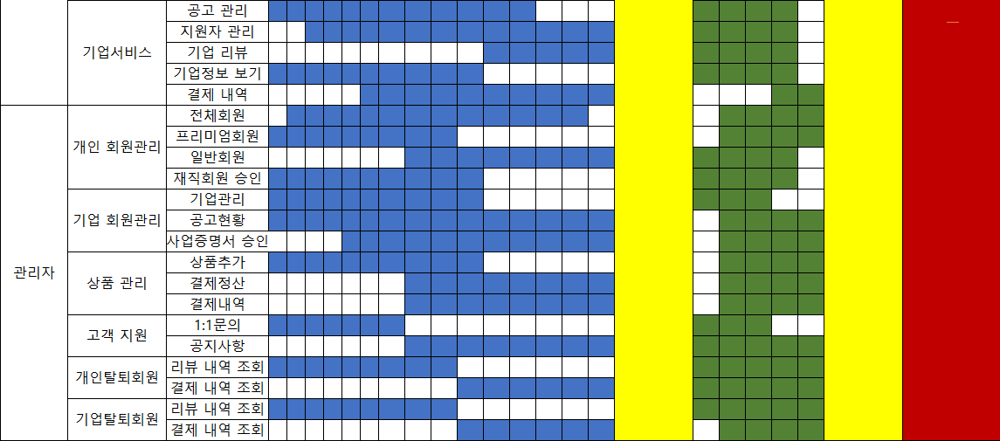 공고 관리
지원자 관리
기업서비스
기업 리뷰
기업정보 보기
결제 내역
전체회원
개인 회원관리
프리미엄회원
일반회원
재직회원 승인
기업관리
기업 회원관리
공고현황
사업증명서 승인
관리자
상품추가
상품 관리
결제정산
결제내역
고객 지원
1:1문의
공지사항
개인탈퇴회원
리뷰 내역 조회
결제 내역 조회
기업탈퇴회원
리뷰 내역 조회
결제 내역 조회